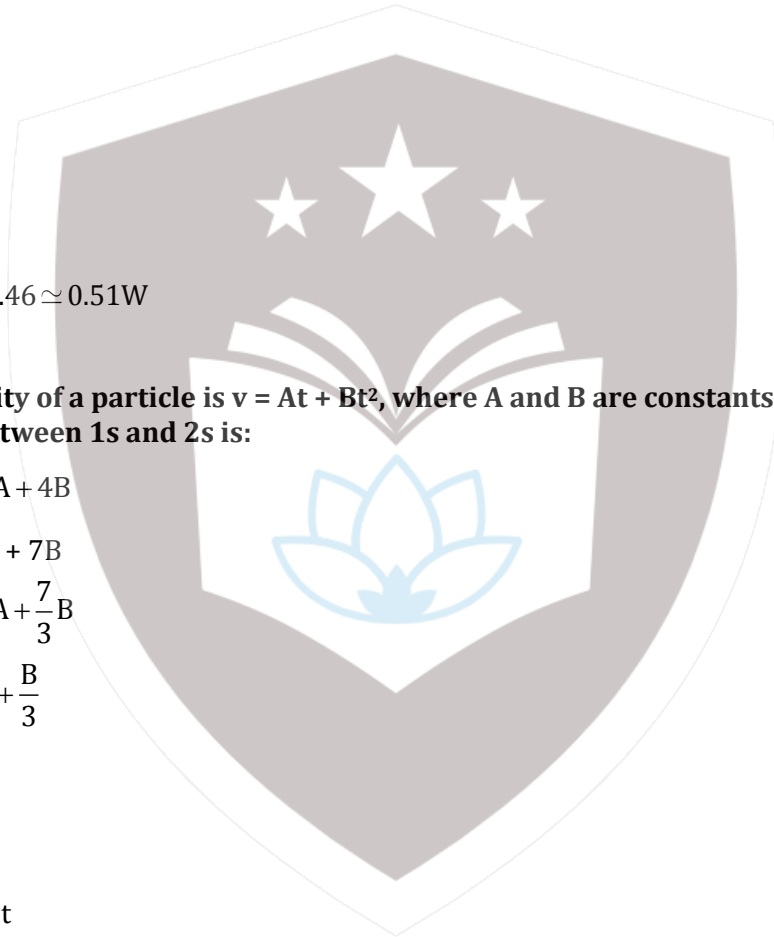 .46 ≃ 0.51W
ity of a particle is v = At + Bt², where A and B are constants
tween 1s and 2s is:
A + 4B
+ 7B
A + 7/3 B
+ B/3
t